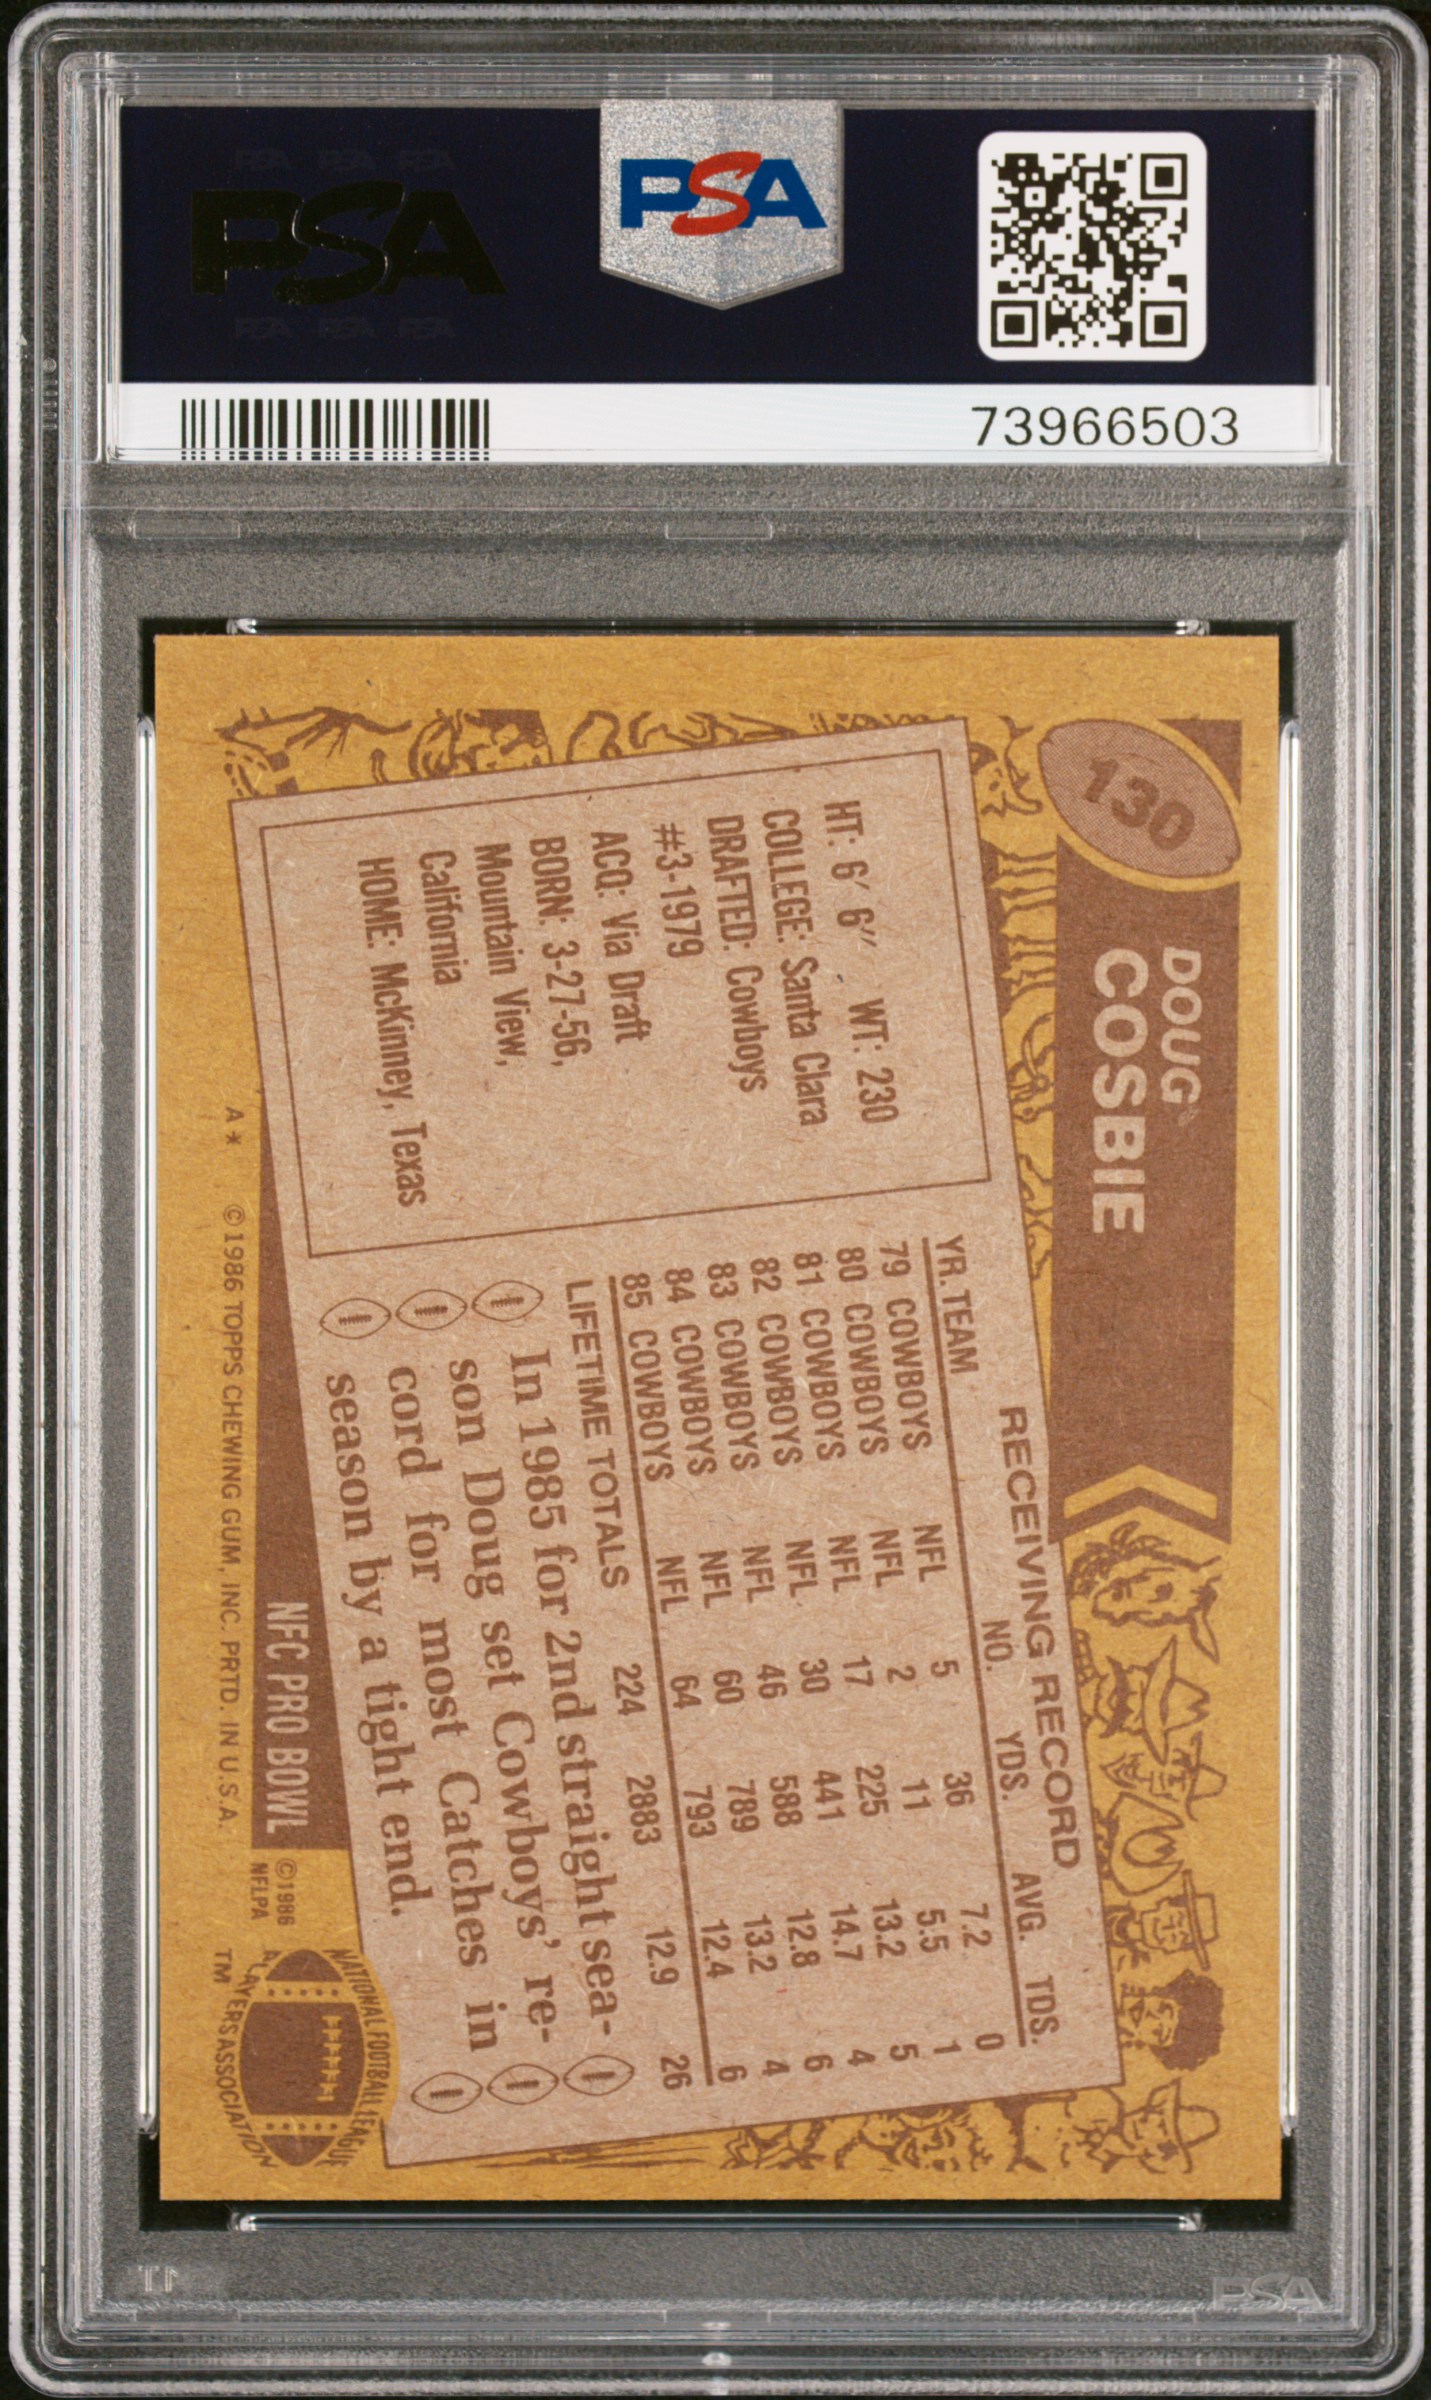 PSA
PSA
73966503
130
DOUG
COSBIE
HT: 6′ 6″ WT: 230
COLLEGE: Santa Clara
DRAFTED: Cowboys
#3-1979
ACQ: Via Draft
BORN: 3-27-56,
Mountain View,
California
HOME: McKinney, Texas
RECEIVING RECORD
YR. TEAM NO. YDS. AVG. TDS.
79 COWBOYS NFL 5 36 7.2 0
80 COWBOYS NFL 2 11 5.5 1
81 COWBOYS NFL 17 225 13.2 5
82 COWBOYS NFL 30 441 14.7 4
83 COWBOYS NFL 46 588 12.8 6
84 COWBOYS NFL 60 789 13.2 4
85 COWBOYS NFL 64 793 12.4 6
LIFETIME TOTALS 224 2883 12.9 26
In 1985 for 2nd straight sea-
son Doug set Cowboys' re-
cord for most Catches in
season by a tight end.
NFC PRO BOWL
©1986
NFLPA
NATIONAL FOOTBALL LEAGUE
PLAYERS ASSOCIATION
TM
A* ©1986 TOPPS CHEWING GUM, INC. PRTD. IN U.S.A.
PSA